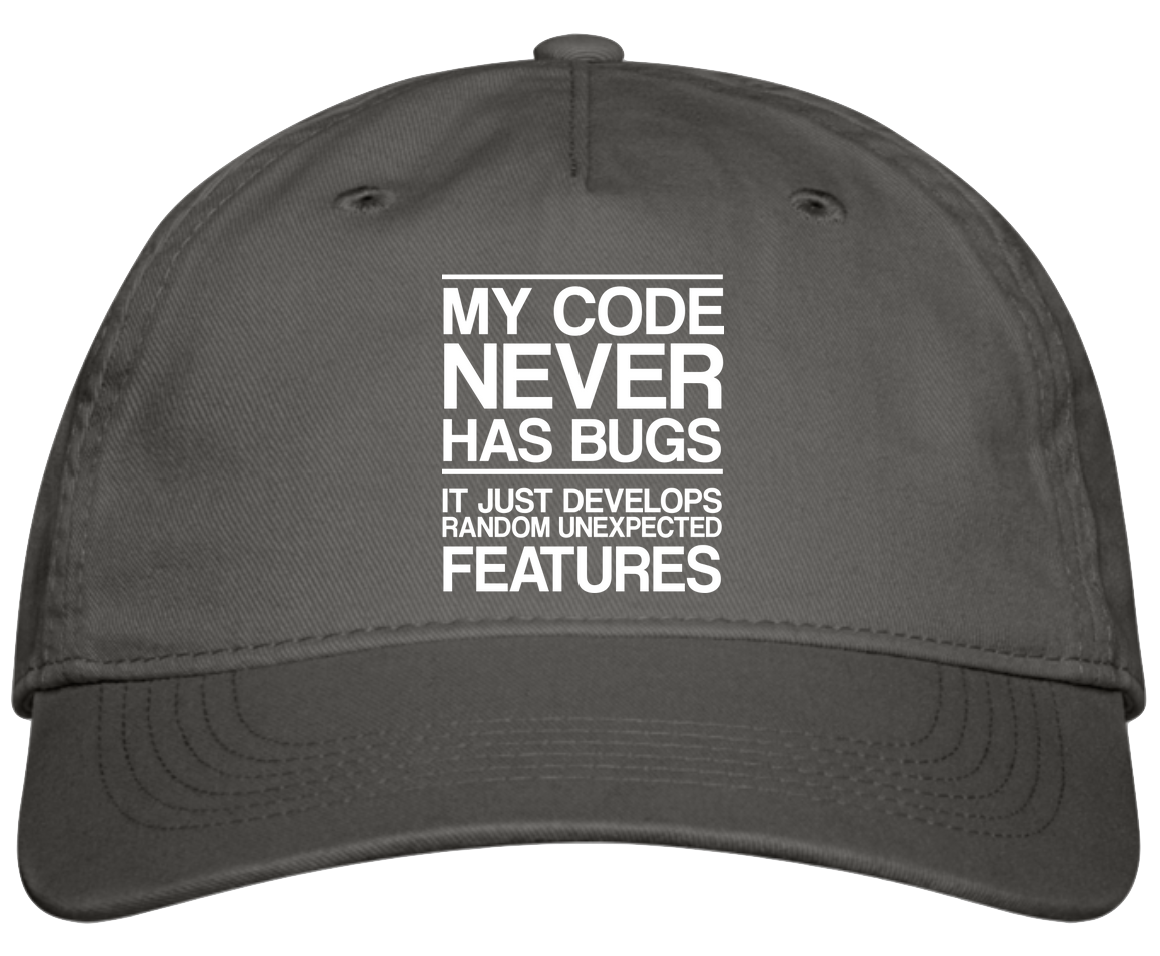 MY CODE
NEVER
HAS BUGS
IT JUST DEVELOPS
RANDOM UNEXPECTED
FEATURES